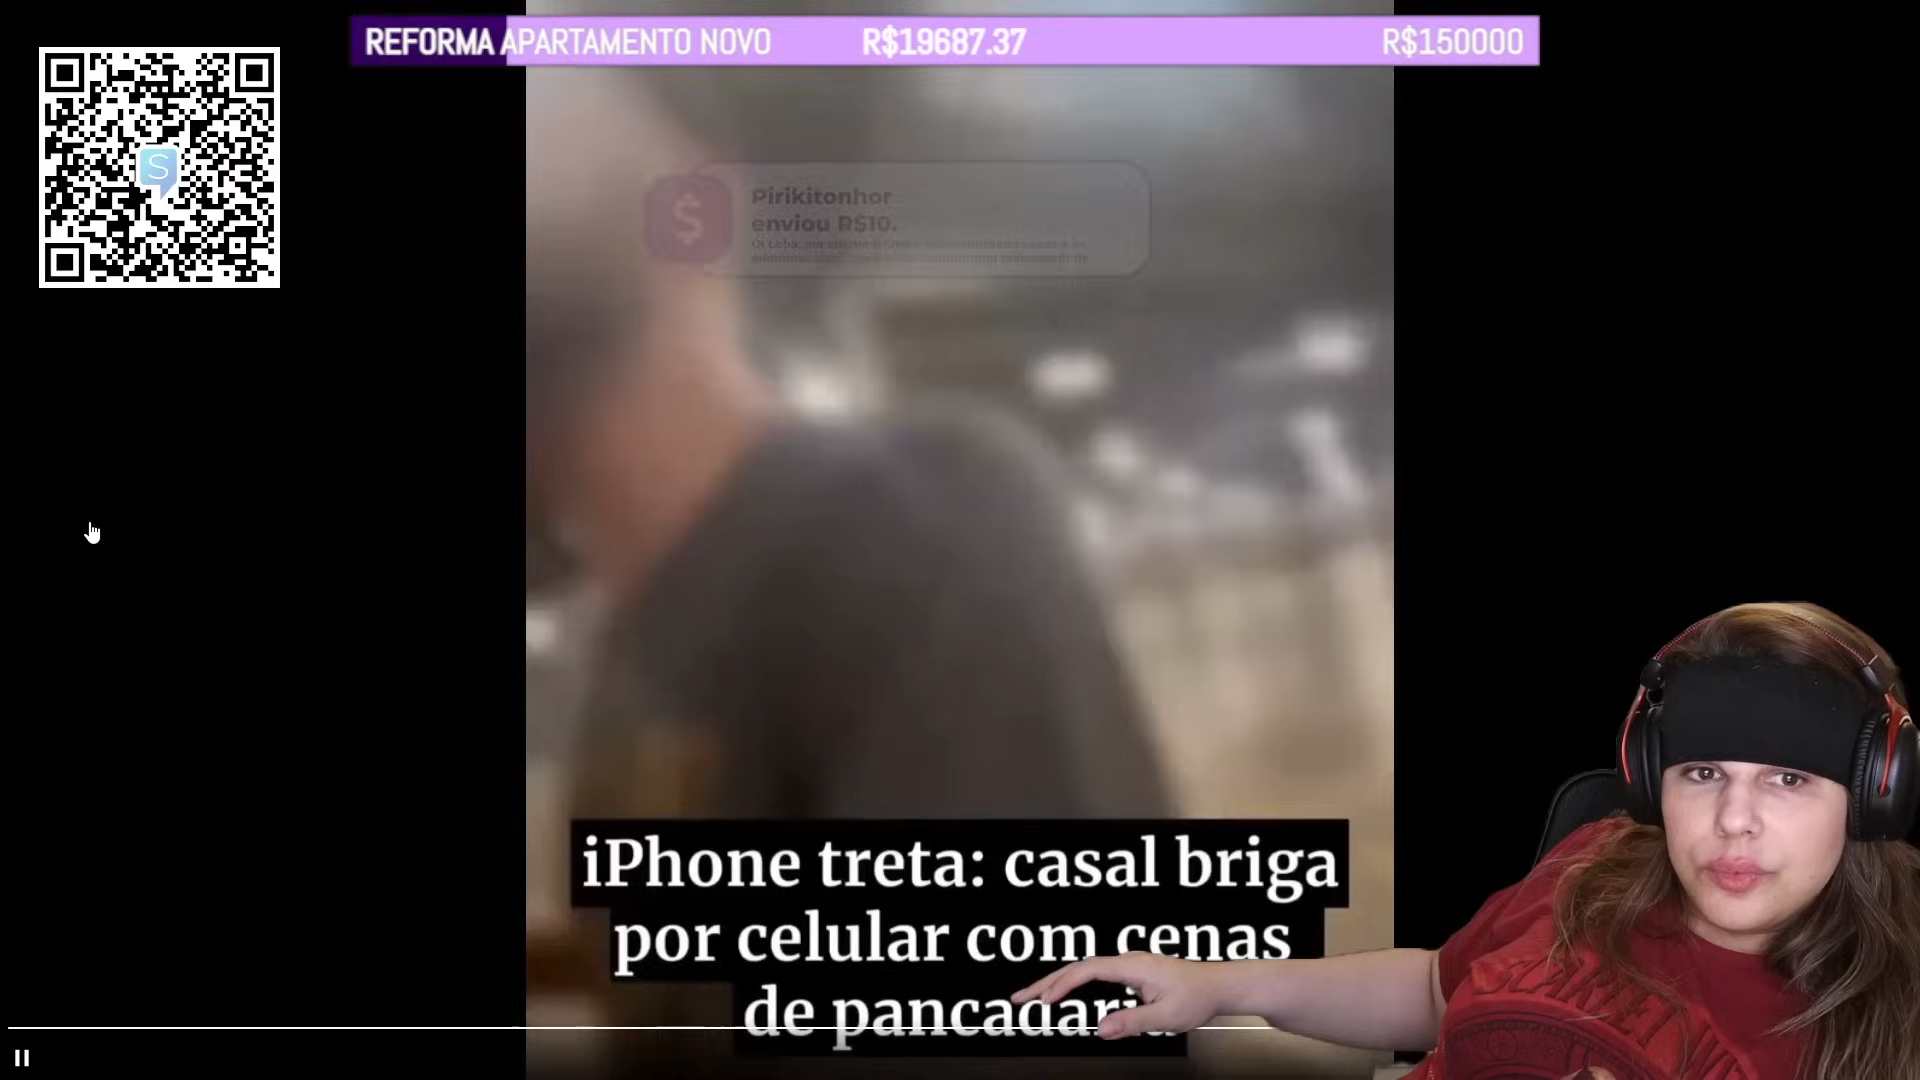 REFORMA APARTAMENTO NOVO R$19687.37 R$150000
S
$
Pirikitonhor
enviou R$10.
iPhone treta: casal briga
por celular com cenas
de pancadaria
SCARLET